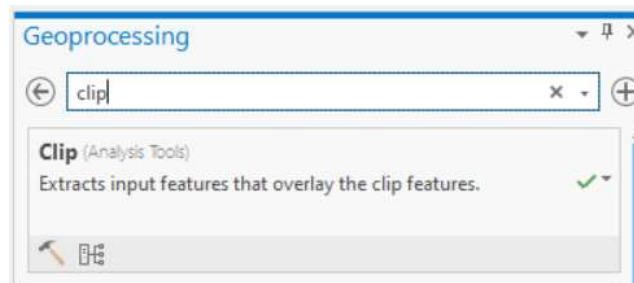 Geoprocessing
clip
Clip (Analysis Tools)
Extracts input features that overlay the clip features.